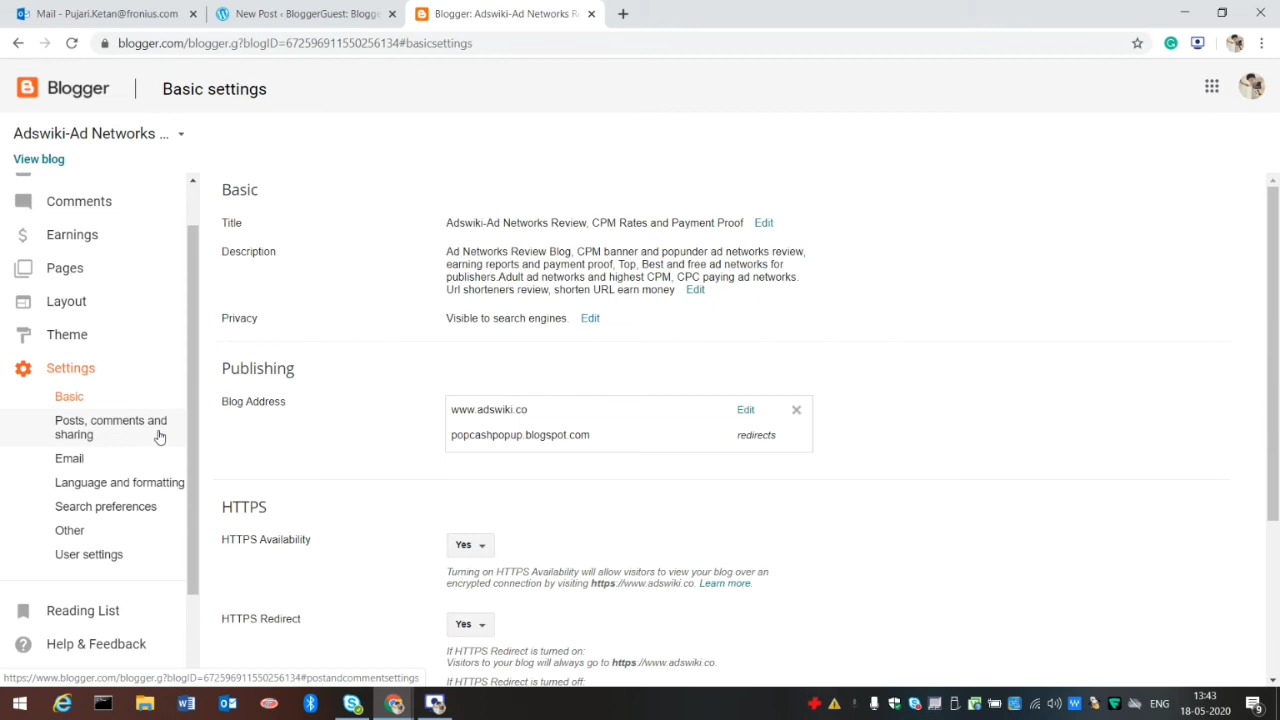 Mail - Pujari.Ketan@fronius.com
New Post ‹ BloggerGuest: Blogge
Blogger: Adswiki-Ad Networks R
blogger.com/blogger.g?blogID=672596911550256134#basicsettings
Blogger
Basic settings
Adswiki-Ad Networks ...
View blog
Comments
Earnings
Pages
Layout
Theme
Settings
Basic
Posts, comments and
sharing
Email
Language and formatting
Search preferences
Other
User settings
Reading List
Help & Feedback
Basic
Title
Adswiki-Ad Networks Review, CPM Rates and Payment Proof Edit
Description
Ad Networks Review Blog, CPM banner and popunder ad networks review,
earning reports and payment proof, Top, Best and free ad networks for
publishers.Adult ad networks and highest CPM, CPC paying ad networks.
Url shorteners review, shorten URL earn money Edit
Privacy
Visible to search engines. Edit
Publishing
Blog Address
www.adswiki.co Edit
popcashpopup.blogspot.com redirects
HTTPS
HTTPS Availability
Yes
Turning on HTTPS Availability will allow visitors to view your blog over an
encrypted connection by visiting https://www.adswiki.co. Learn more.
HTTPS Redirect
Yes
If HTTPS Redirect is turned on:
Visitors to your blog will always go to https://www.adswiki.co.
If HTTPS Redirect is turned off:
https://www.blogger.com/blogger.g?blogID=672596911550256134#postandcommentsettings
ENG
13:43
18-05-2020
9